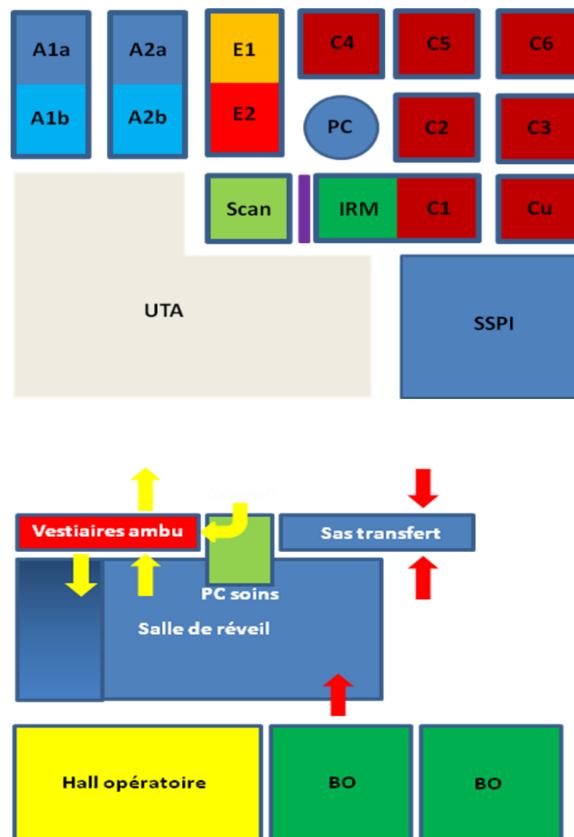 A1a A2a E1 C4 C5 C6
A1b A2b E2 PC C2 C3
Scan IRM C1 Cu
UTA SSPI
Vestiaires ambu Sas transfert
PC soins
Salle de réveil
Hall opératoire BO BO